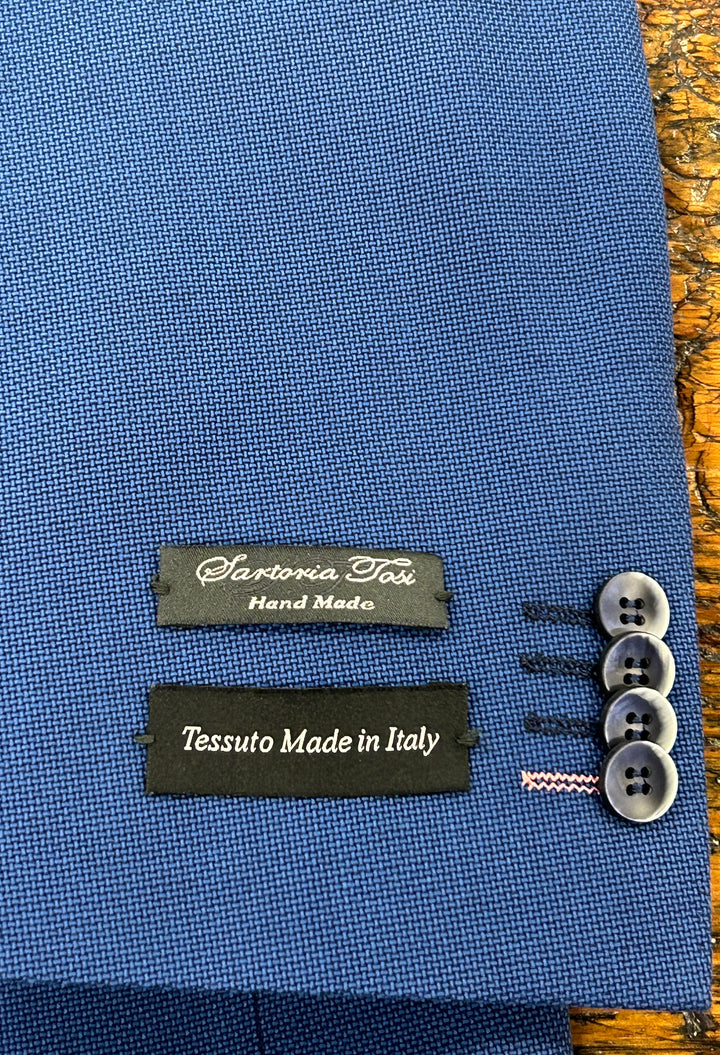 Sartoria Tosi
Hand Made
Tessuto Made in Italy